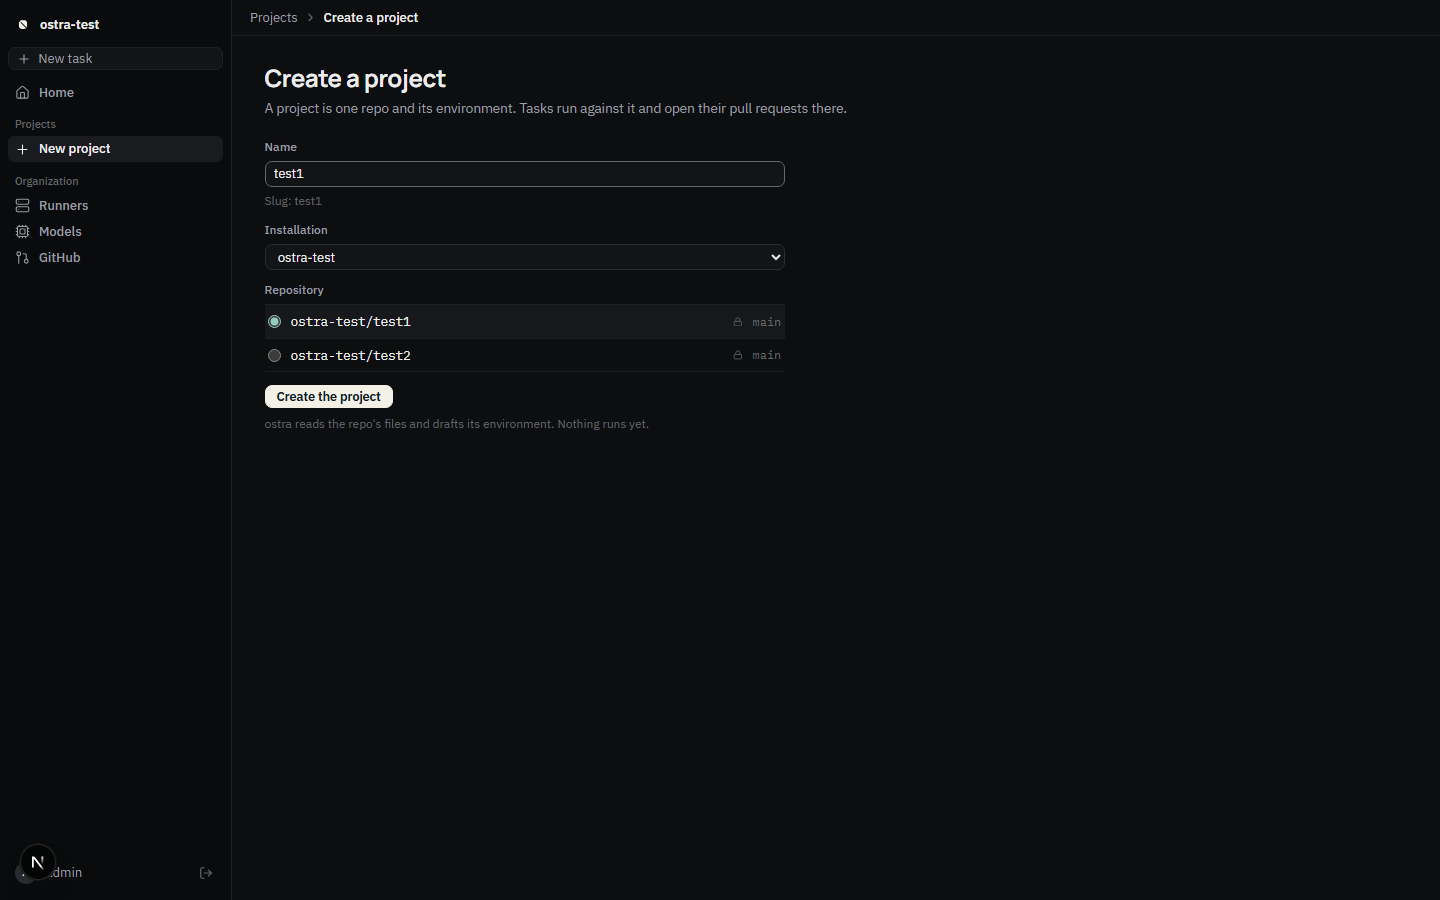 ostra-test
New task
Home
Projects
New project
Organization
Runners
Models
GitHub
Projects > Create a project
Create a project
A project is one repo and its environment. Tasks run against it and open their pull requests there.
Name
test1
Slug: test1
Installation
ostra-test
Repository
ostra-test/test1 main
ostra-test/test2 main
Create the project
ostra reads the repo's files and drafts its environment. Nothing runs yet.
N
dmin